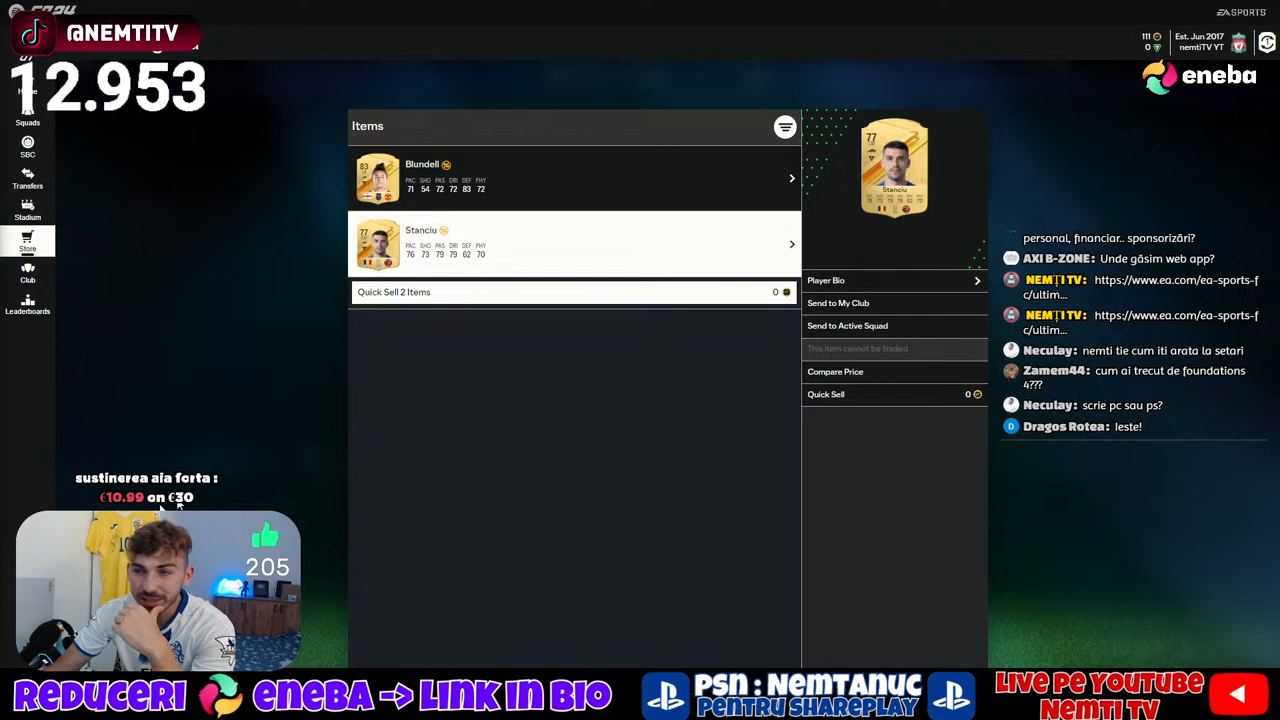 @NEMTITV
12.953
EA SPORTS
111
0
Est. Jun 2017
nemtiTV YT
eneba
Squads
SBC
Transfers
Stadium
Store
Club
Leaderboards
Items
83
Blundell
PAC SHO PAS DRI DEF PHY
71 54 72 72 83 72
77
Stanciu
PAC SHO PAS DRI DEF PHY
76 73 79 79 62 70
Quick Sell 2 Items 0
77
Stanciu
Player Bio
Send to My Club
Send to Active Squad
This item cannot be traded
Compare Price
Quick Sell 0
personal, financiar.. sponsorizări?
AXI B-ZONE: Unde găsim web app?
NEMȚI TV: https://www.ea.com/ea-sports-f
c/ultim...
NEMȚI TV: https://www.ea.com/ea-sports-f
c/ultim...
Neculay: nemti tie cum iti arata la setari
Zamem44: cum ai trecut de foundations
4???
Neculay: scrie pc sau ps?
Dragos Rotea: Ieste!
sustinerea aia forta :
€10.99 on €30
205
REDUCERI eneba -> LINK IN BIO
PSN : NEMTANUC
PENTRU SHAREPLAY
LIVE PE YOUTUBE
NEMTI TV